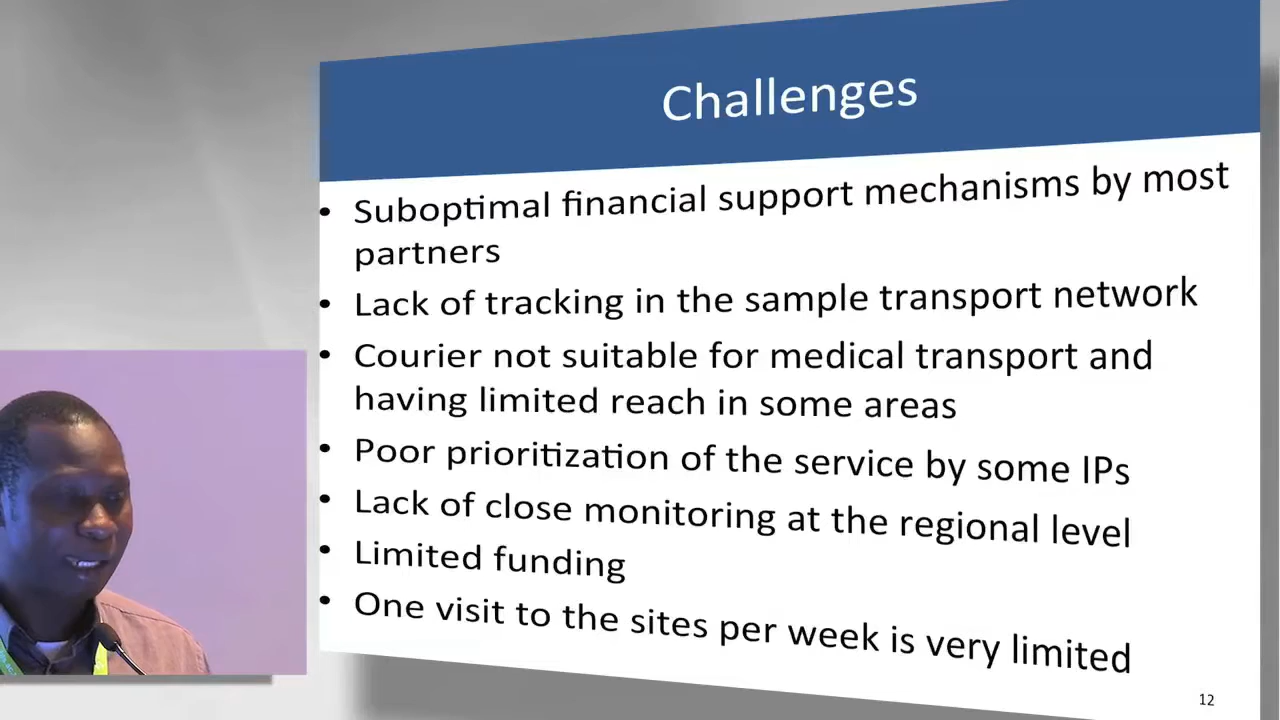 Challenges
• Suboptimal financial support mechanisms by most
partners
• Lack of tracking in the sample transport network
• Courier not suitable for medical transport and
having limited reach in some areas
• Poor prioritization of the service by some IPs
• Lack of close monitoring at the regional level
• Limited funding
• One visit to the sites per week is very limited
12